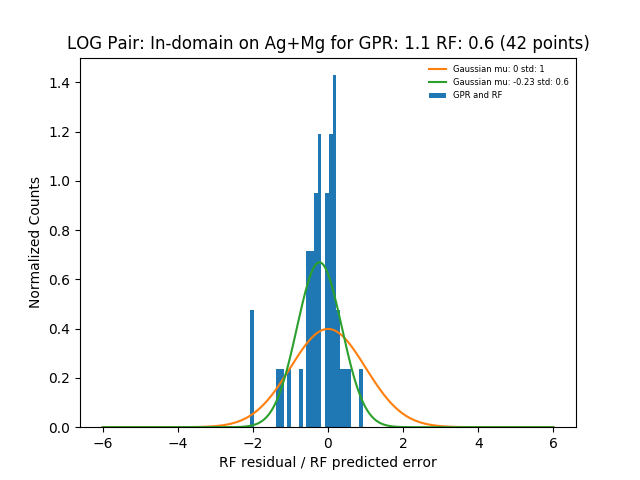 LOG Pair: In-domain on Ag+Mg for GPR: 1.1 RF: 0.6 (42 points)
Gaussian mu: 0 std: 1
Gaussian mu: -0.23 std: 0.6
GPR and RF
Normalized Counts
1.4
1.2
1.0
0.8
0.6
0.4
0.2
0.0
−6 −4 −2 0 2 4 6
RF residual / RF predicted error